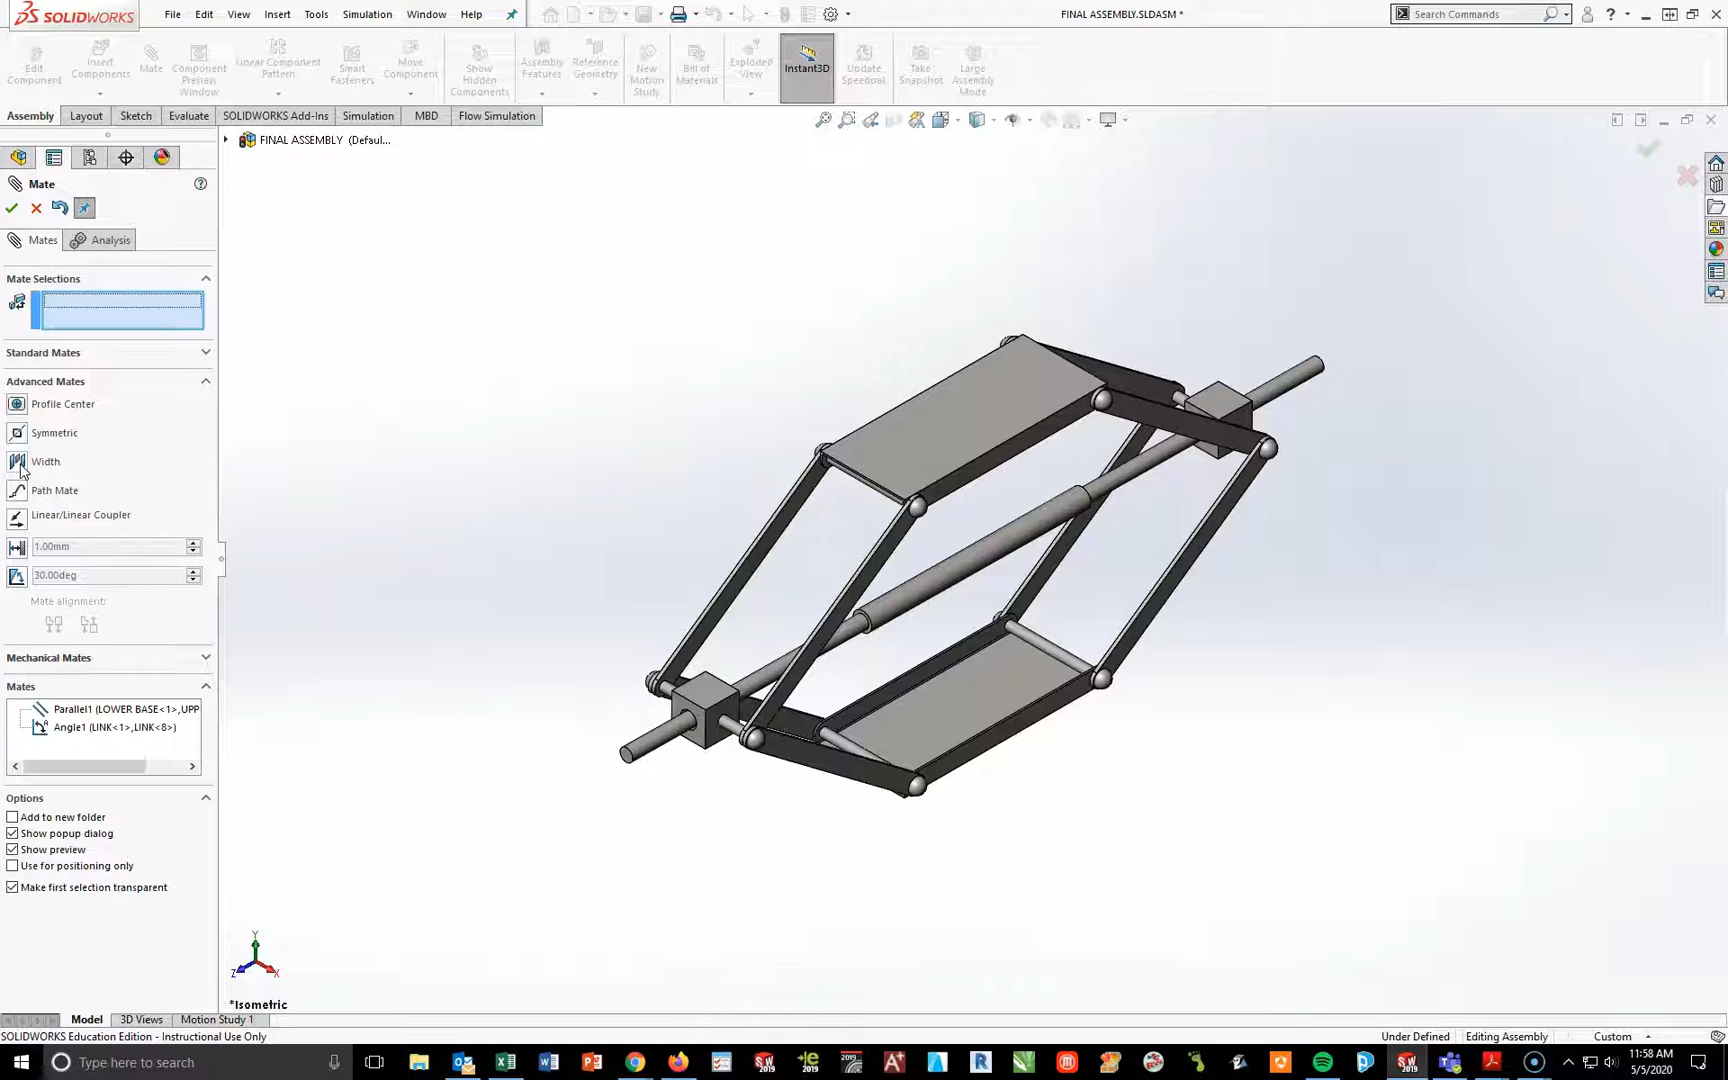 SOLIDWORKS
File Edit View Insert Tools Simulation Window Help
FINAL ASSEMBLY.SLDASM *
Search Commands
Edit Component
Insert Components
Mate
Component Preview Window
Linear Component Pattern
Smart Fasteners
Move Component
Show Hidden Components
Assembly Features
Reference Geometry
New Motion Study
Bill of Materials
Exploded View
Instant3D
Update Speedpak
Take Snapshot
Large Assembly Mode
Assembly Layout Sketch Evaluate SOLIDWORKS Add-Ins Simulation MBD Flow Simulation
FINAL ASSEMBLY (Defaul...
Mate
Mates Analysis
Mate Selections
Standard Mates
Advanced Mates
Profile Center
Symmetric
Width
Path Mate
Linear/Linear Coupler
1.00mm
30.00deg
Mate alignment:
Mechanical Mates
Mates
Parallel1 (LOWER BASE<1>,UPP
Angle1 (LINK<1>,LINK<8>)
Options
Add to new folder
Show popup dialog
Show preview
Use for positioning only
Make first selection transparent
Y
Z
X
*Isometric
Model 3D Views Motion Study 1
SOLIDWORKS Education Edition - Instructional Use Only
Under Defined Editing Assembly Custom
Type here to search
11:58 AM
5/5/2020